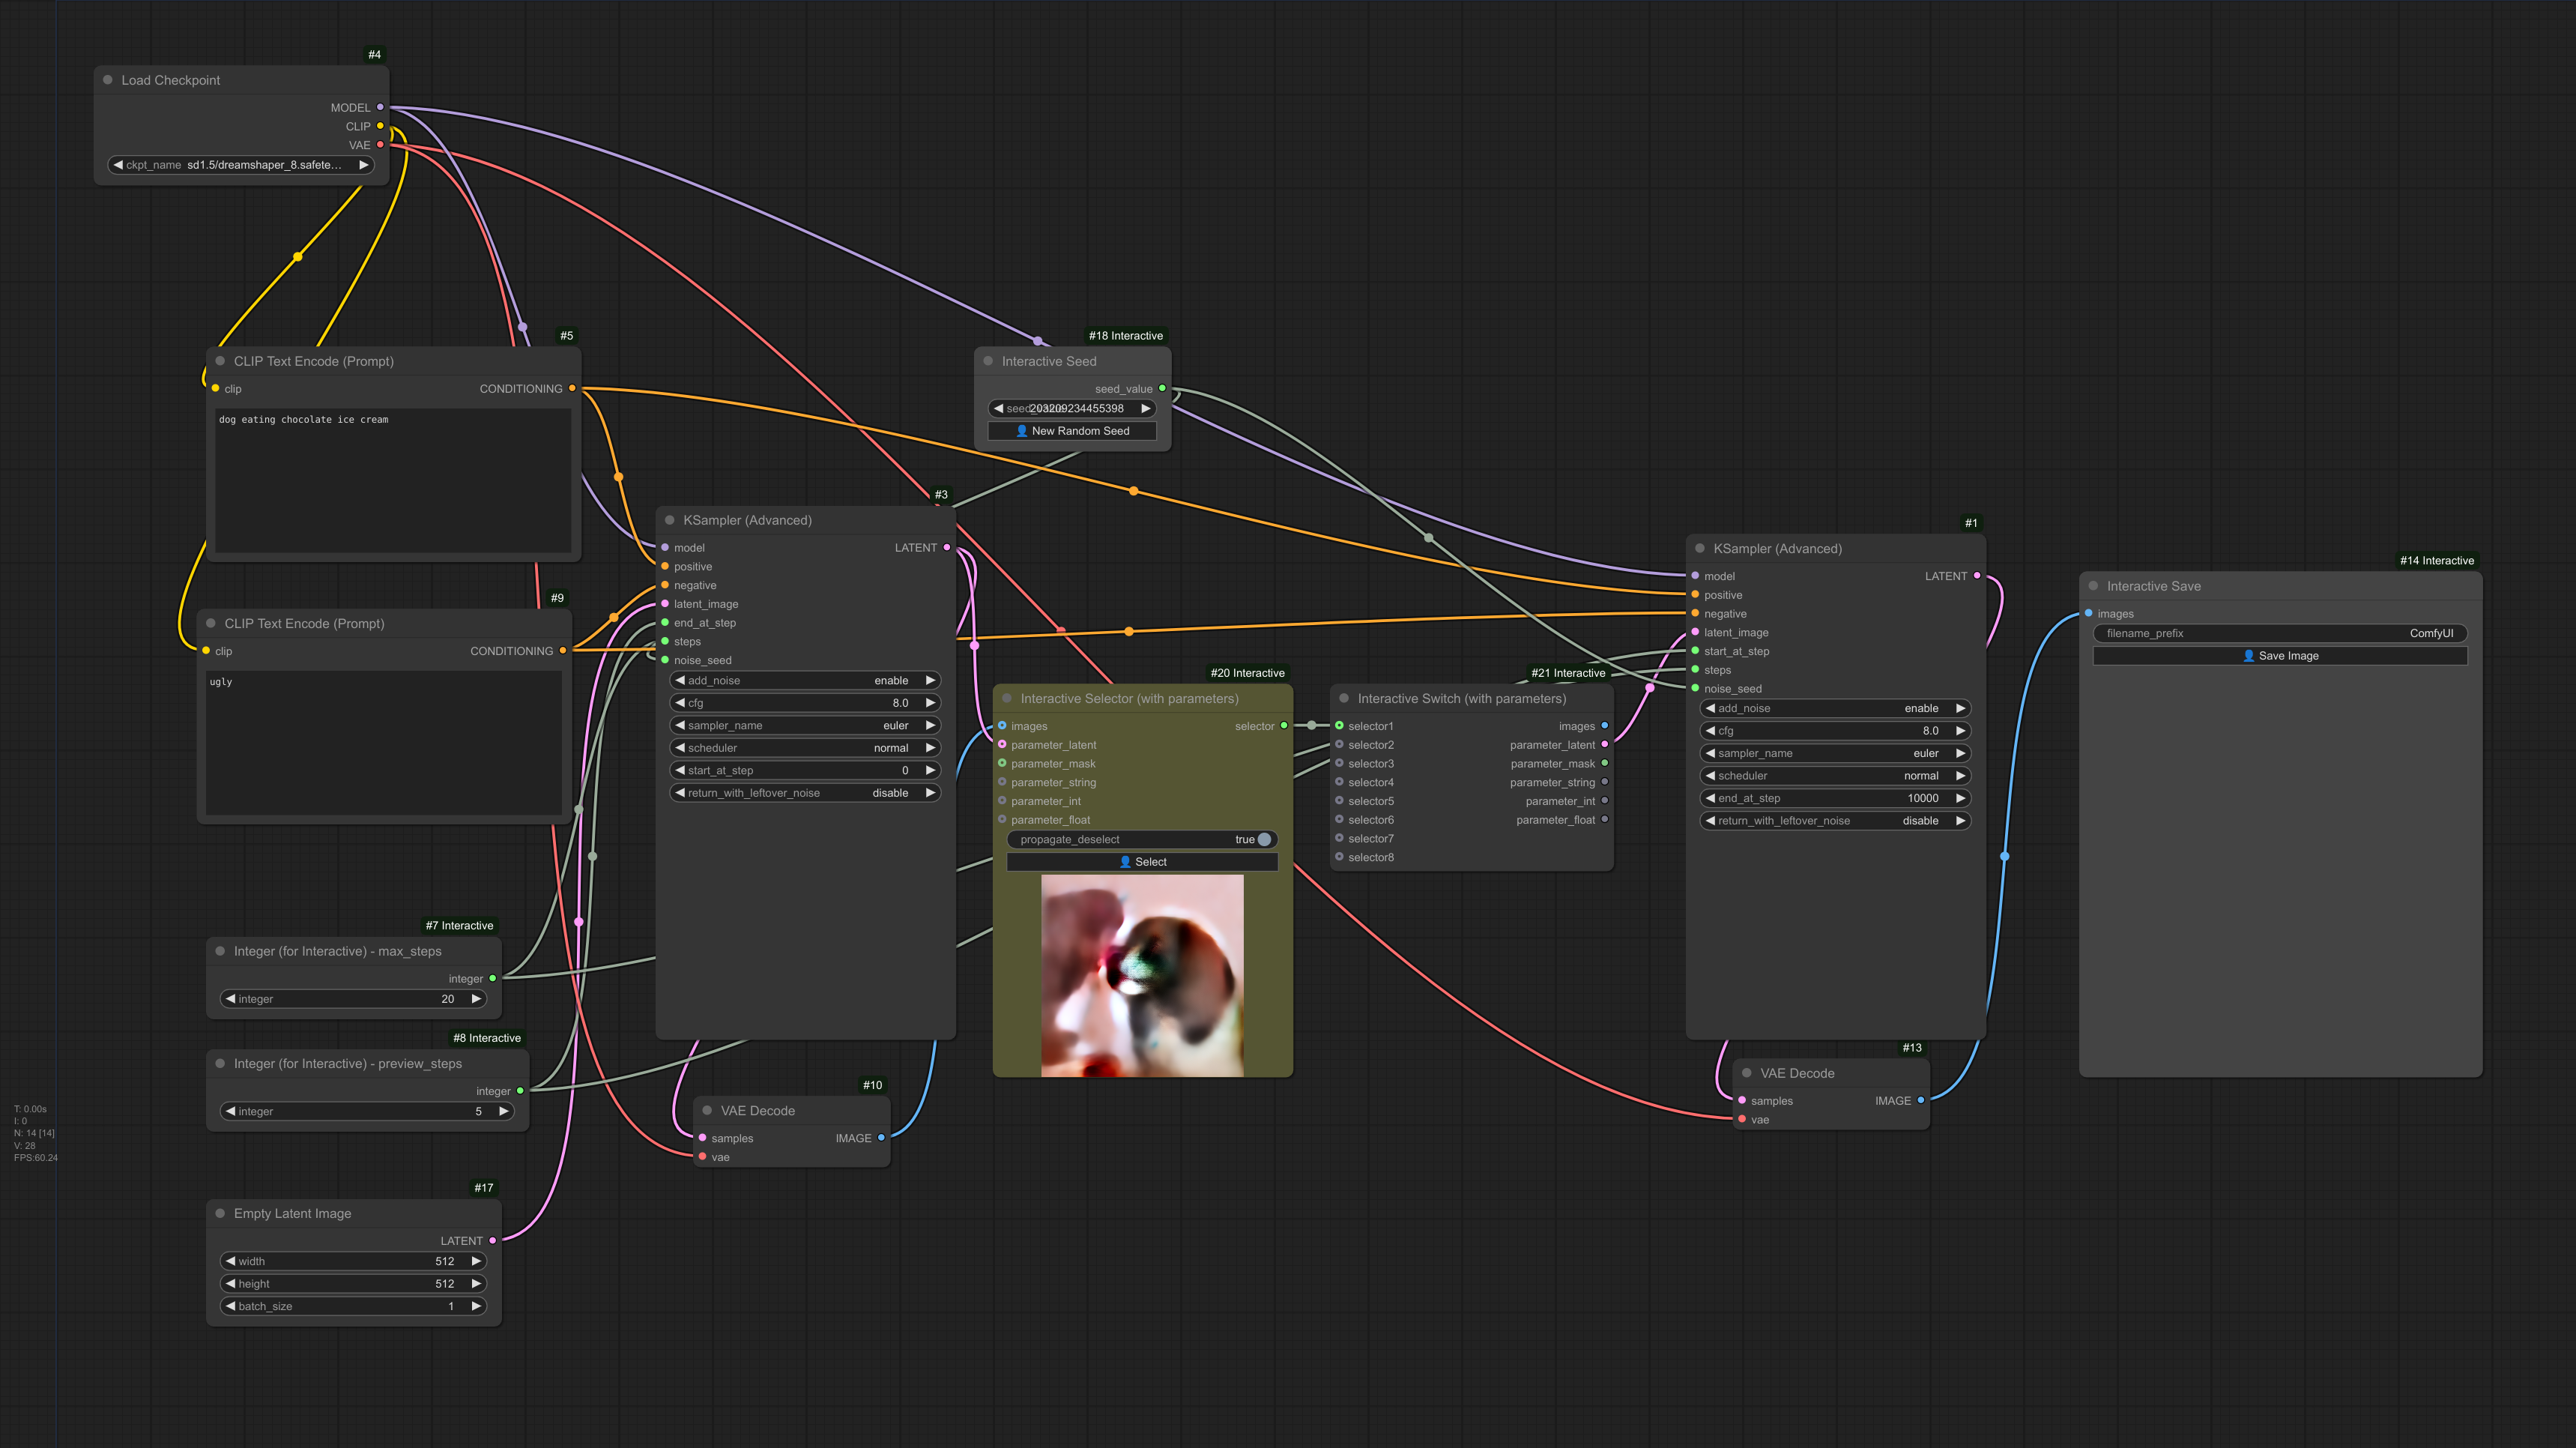 #4
Load Checkpoint
MODEL
CLIP
VAE
ckpt_name sd1.5/dreamshaper_8.safete...
#5
CLIP Text Encode (Prompt)
clip CONDITIONING
dog eating chocolate ice cream
#9
CLIP Text Encode (Prompt)
clip CONDITIONING
ugly
#7 Interactive
Integer (for Interactive) - max_steps
integer
integer 20
#8 Interactive
Integer (for Interactive) - preview_steps
integer
integer 5
T: 0.00s
I: 0
N: 14 [14]
V: 28
FPS:60.24
#17
Empty Latent Image
LATENT
width 512
height 512
batch_size 1
#3
KSampler (Advanced)
model LATENT
positive
negative
latent_image
end_at_step
steps
noise_seed
add_noise enable
cfg 8.0
sampler_name euler
scheduler normal
start_at_step 0
return_with_leftover_noise disable
#10
VAE Decode
samples IMAGE
vae
#18 Interactive
Interactive Seed
seed_value
203209234455398
👤 New Random Seed
#20 Interactive
Interactive Selector (with parameters)
images selector
parameter_latent
parameter_mask
parameter_string
parameter_int
parameter_float
propagate_deselect true
👤 Select
#21 Interactive
Interactive Switch (with parameters)
selector1 images
selector2 parameter_latent
selector3 parameter_mask
selector4 parameter_string
selector5 parameter_int
selector6 parameter_float
selector7
selector8
#1
KSampler (Advanced)
model LATENT
positive
negative
latent_image
start_at_step
steps
noise_seed
add_noise enable
cfg 8.0
sampler_name euler
scheduler normal
end_at_step 10000
return_with_leftover_noise disable
#13
VAE Decode
samples IMAGE
vae
#14 Interactive
Interactive Save
images
filename_prefix ComfyUI
👤 Save Image